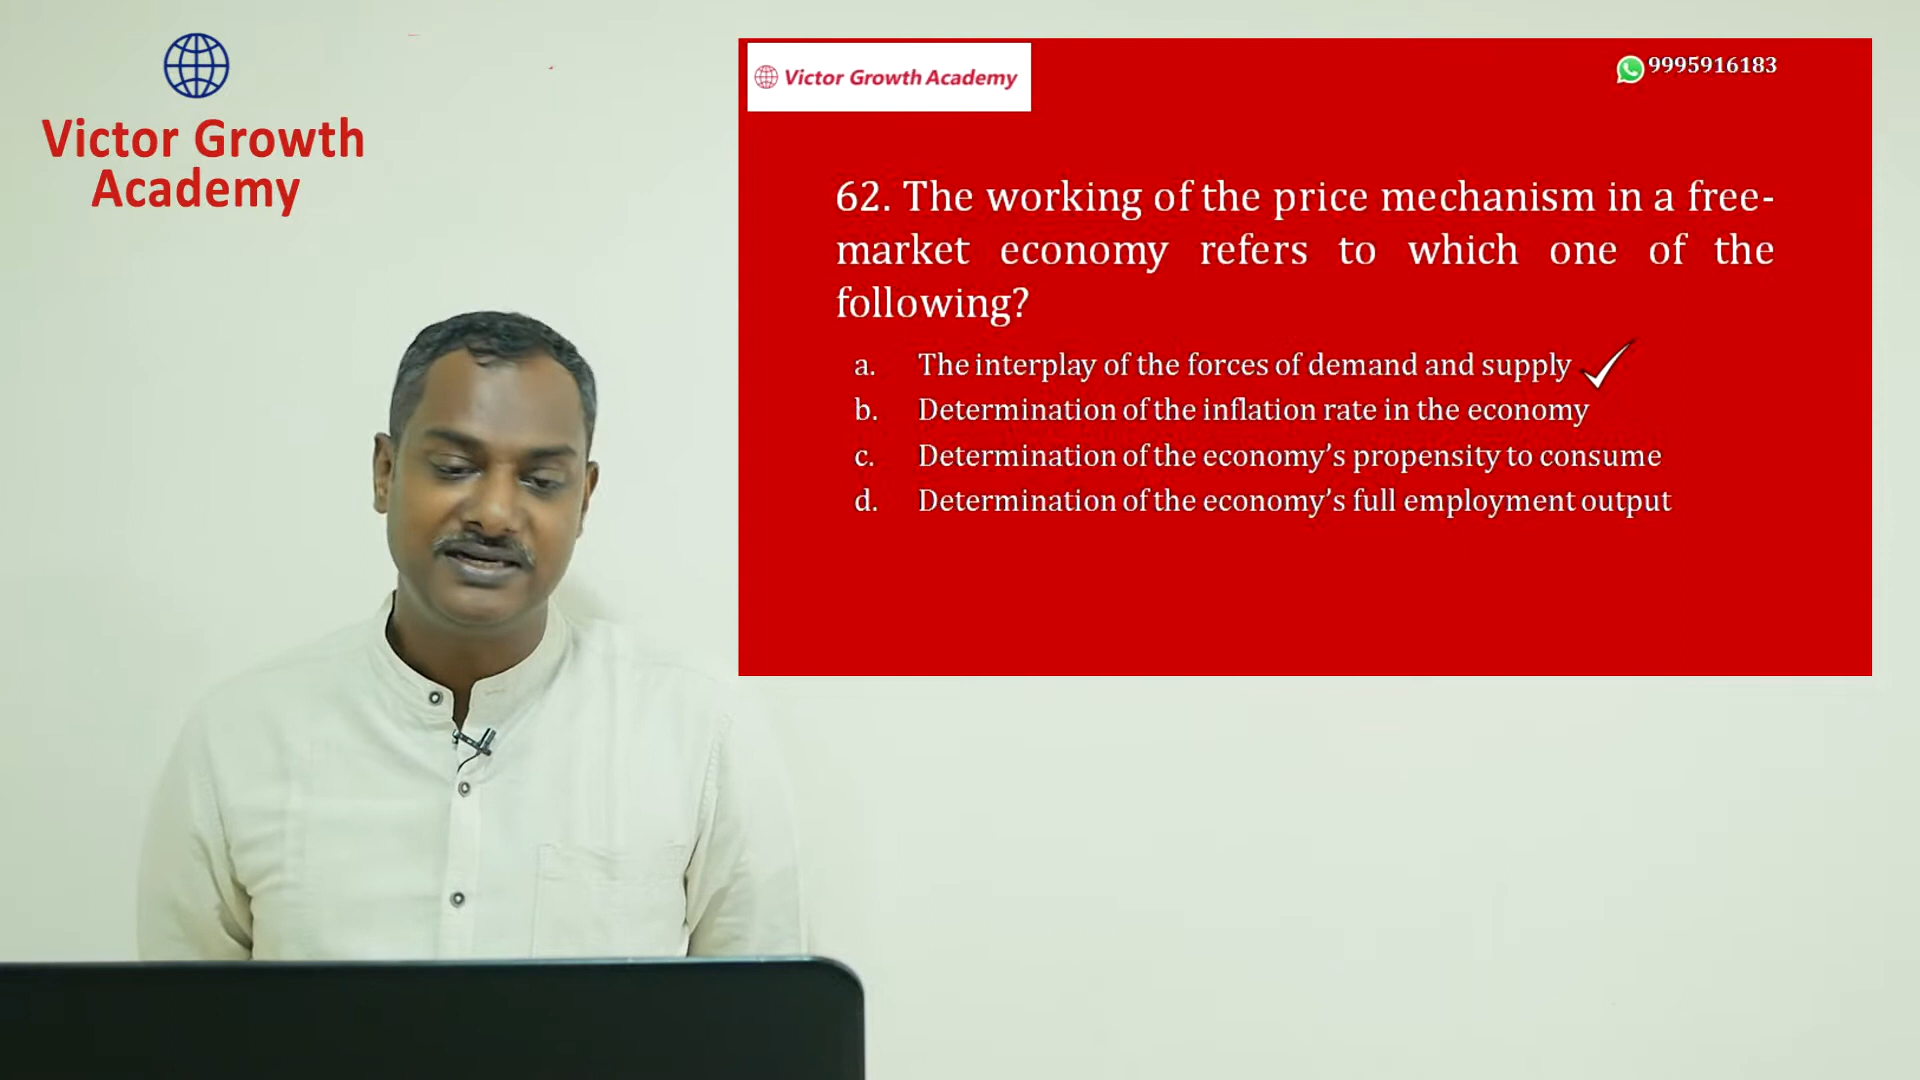 Victor Growth
Academy
Victor Growth Academy
9995916183
62. The working of the price mechanism in a free-
market economy refers to which one of the
following?
a. The interplay of the forces of demand and supply
b. Determination of the inflation rate in the economy
c. Determination of the economy’s propensity to consume
d. Determination of the economy’s full employment output